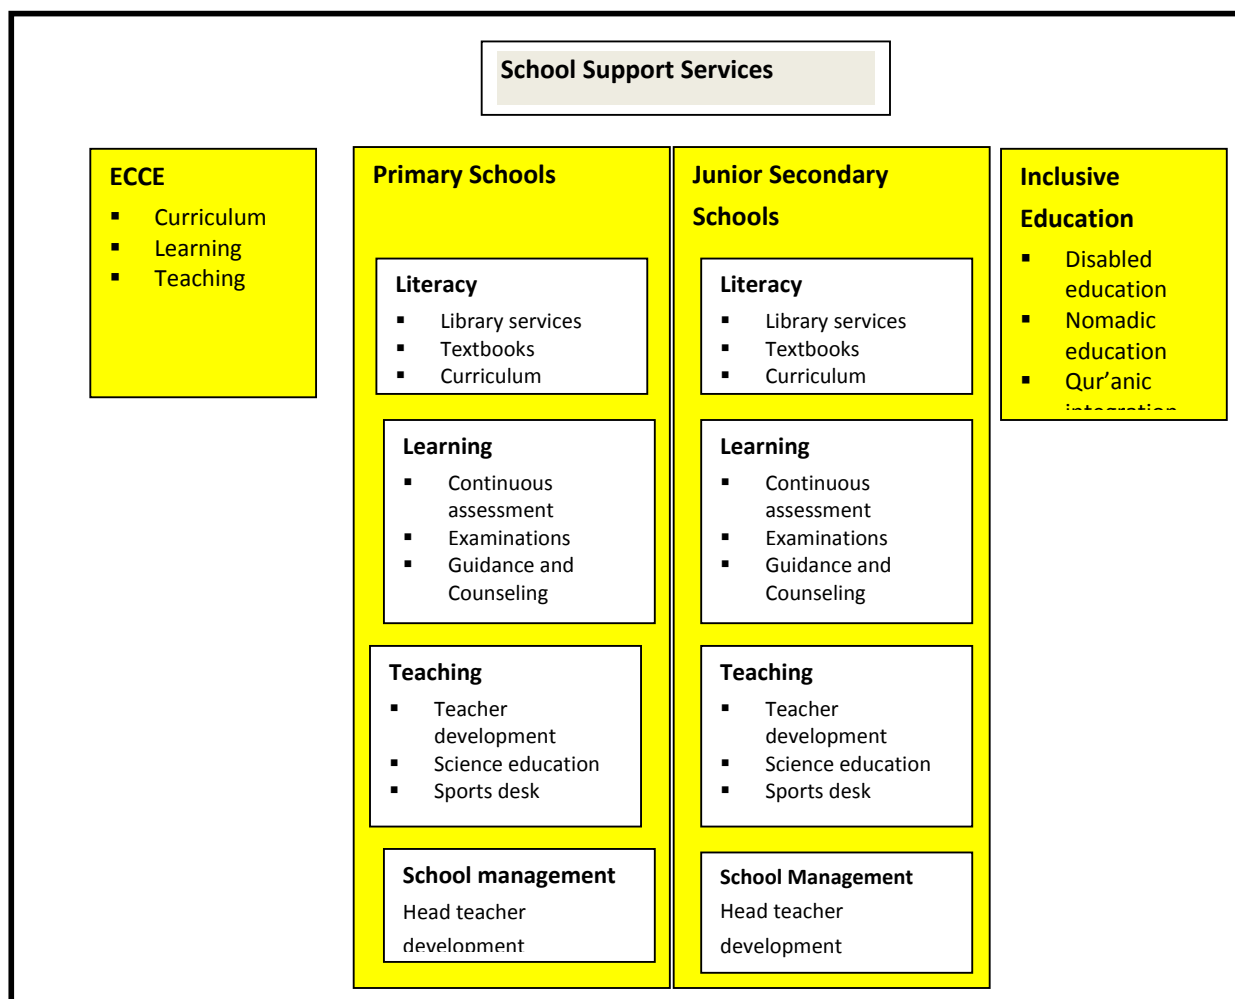 School Support Services
ECCE
▪ Curriculum
▪ Learning
▪ Teaching
Primary Schools
Literacy
▪ Library services
▪ Textbooks
▪ Curriculum
Learning
▪ Continuous
assessment
▪ Examinations
▪ Guidance and
Counseling
Teaching
▪ Teacher
development
▪ Science education
▪ Sports desk
School management
Head teacher
development
Junior Secondary
Schools
Literacy
▪ Library services
▪ Textbooks
▪ Curriculum
Learning
▪ Continuous
assessment
▪ Examinations
▪ Guidance and
Counseling
Teaching
▪ Teacher
development
▪ Science education
▪ Sports desk
School Management
Head teacher
development
Inclusive
Education
▪ Disabled
education
▪ Nomadic
education
▪ Qur’anic
integration